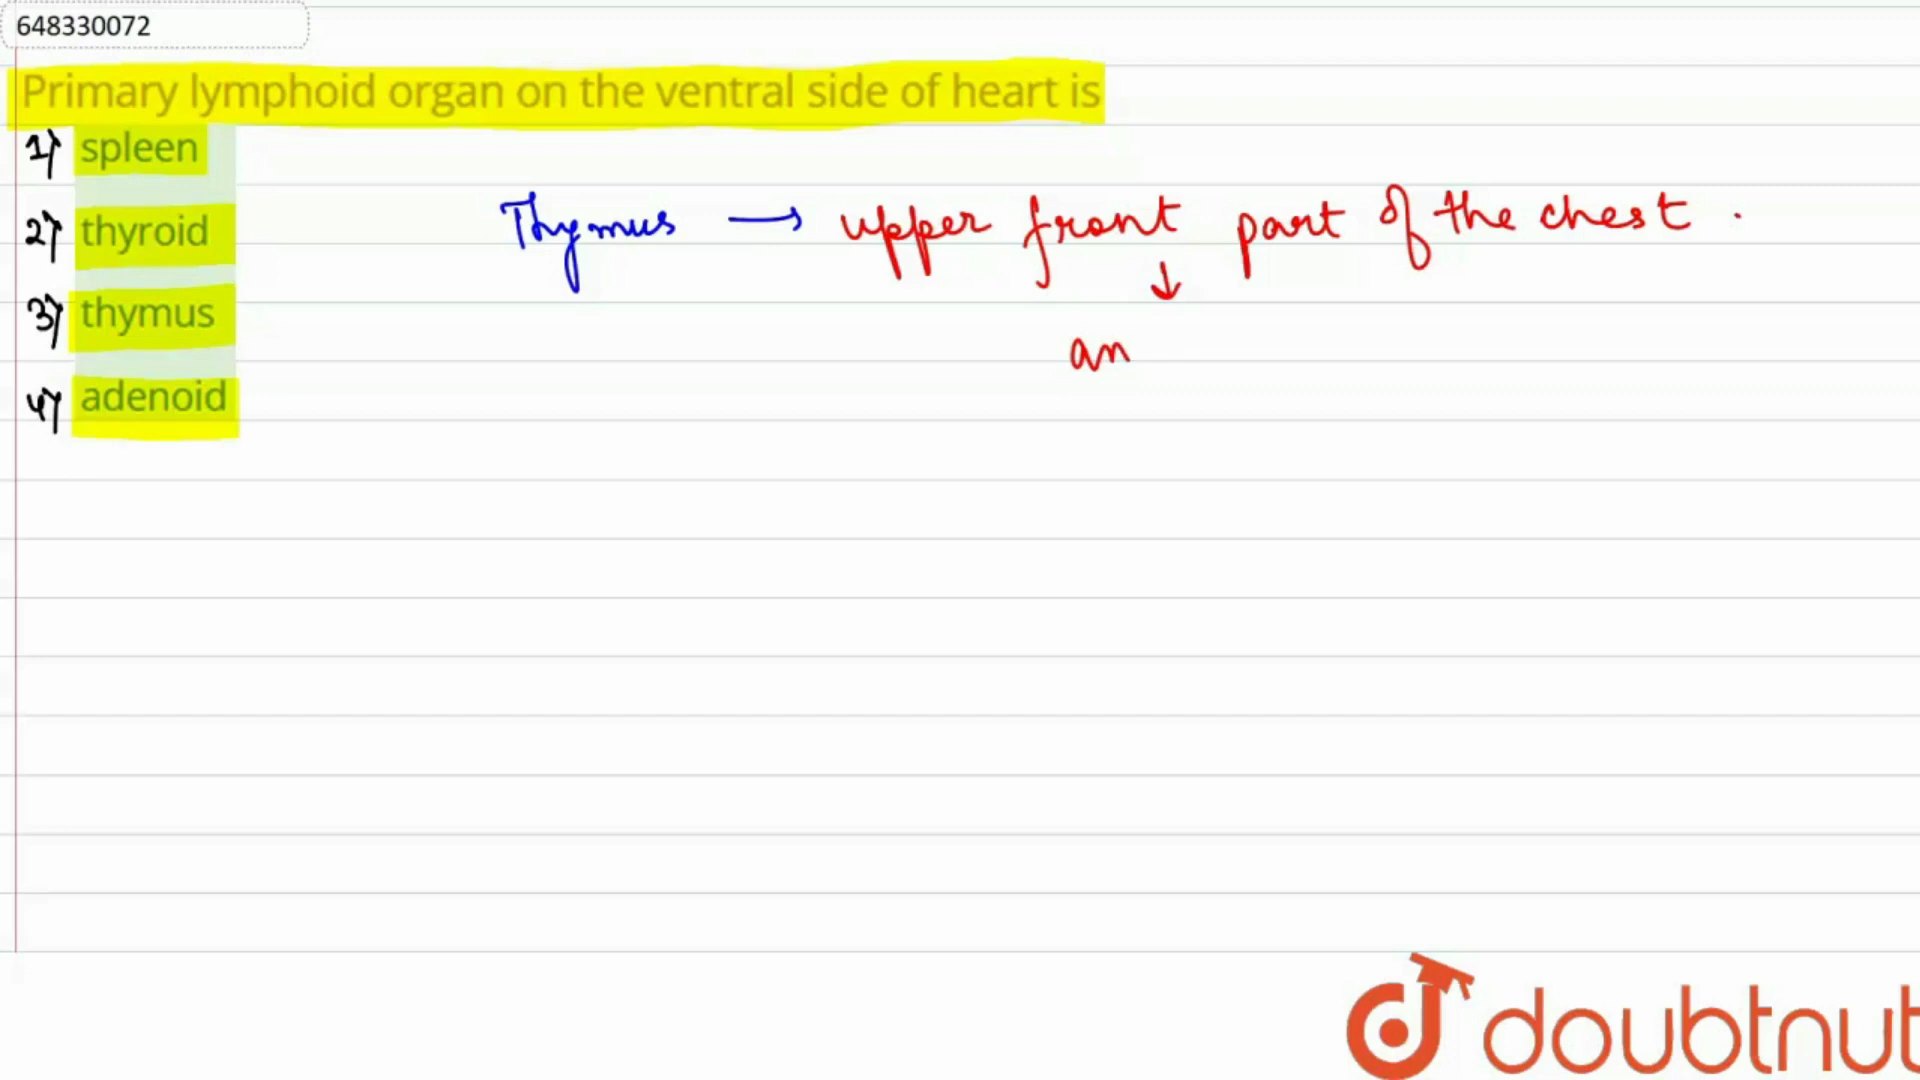 648330072
Primary lymphoid organ on the ventral side of heart is
1) spleen
2) thyroid
3) thymus
4) adenoid
Thymus → upper front part of the chest .
↓
an
doubtnut